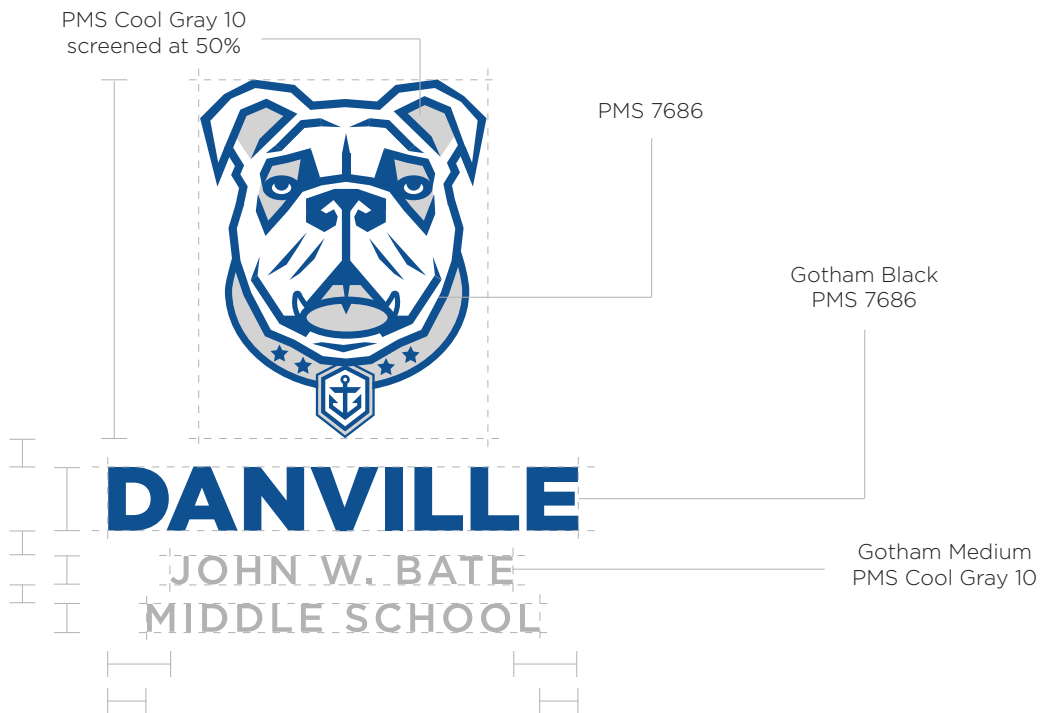 PMS Cool Gray 10
screened at 50%
PMS 7686
Gotham Black
PMS 7686
DANVILLE
JOHN W. BATE
MIDDLE SCHOOL
Gotham Medium
PMS Cool Gray 10